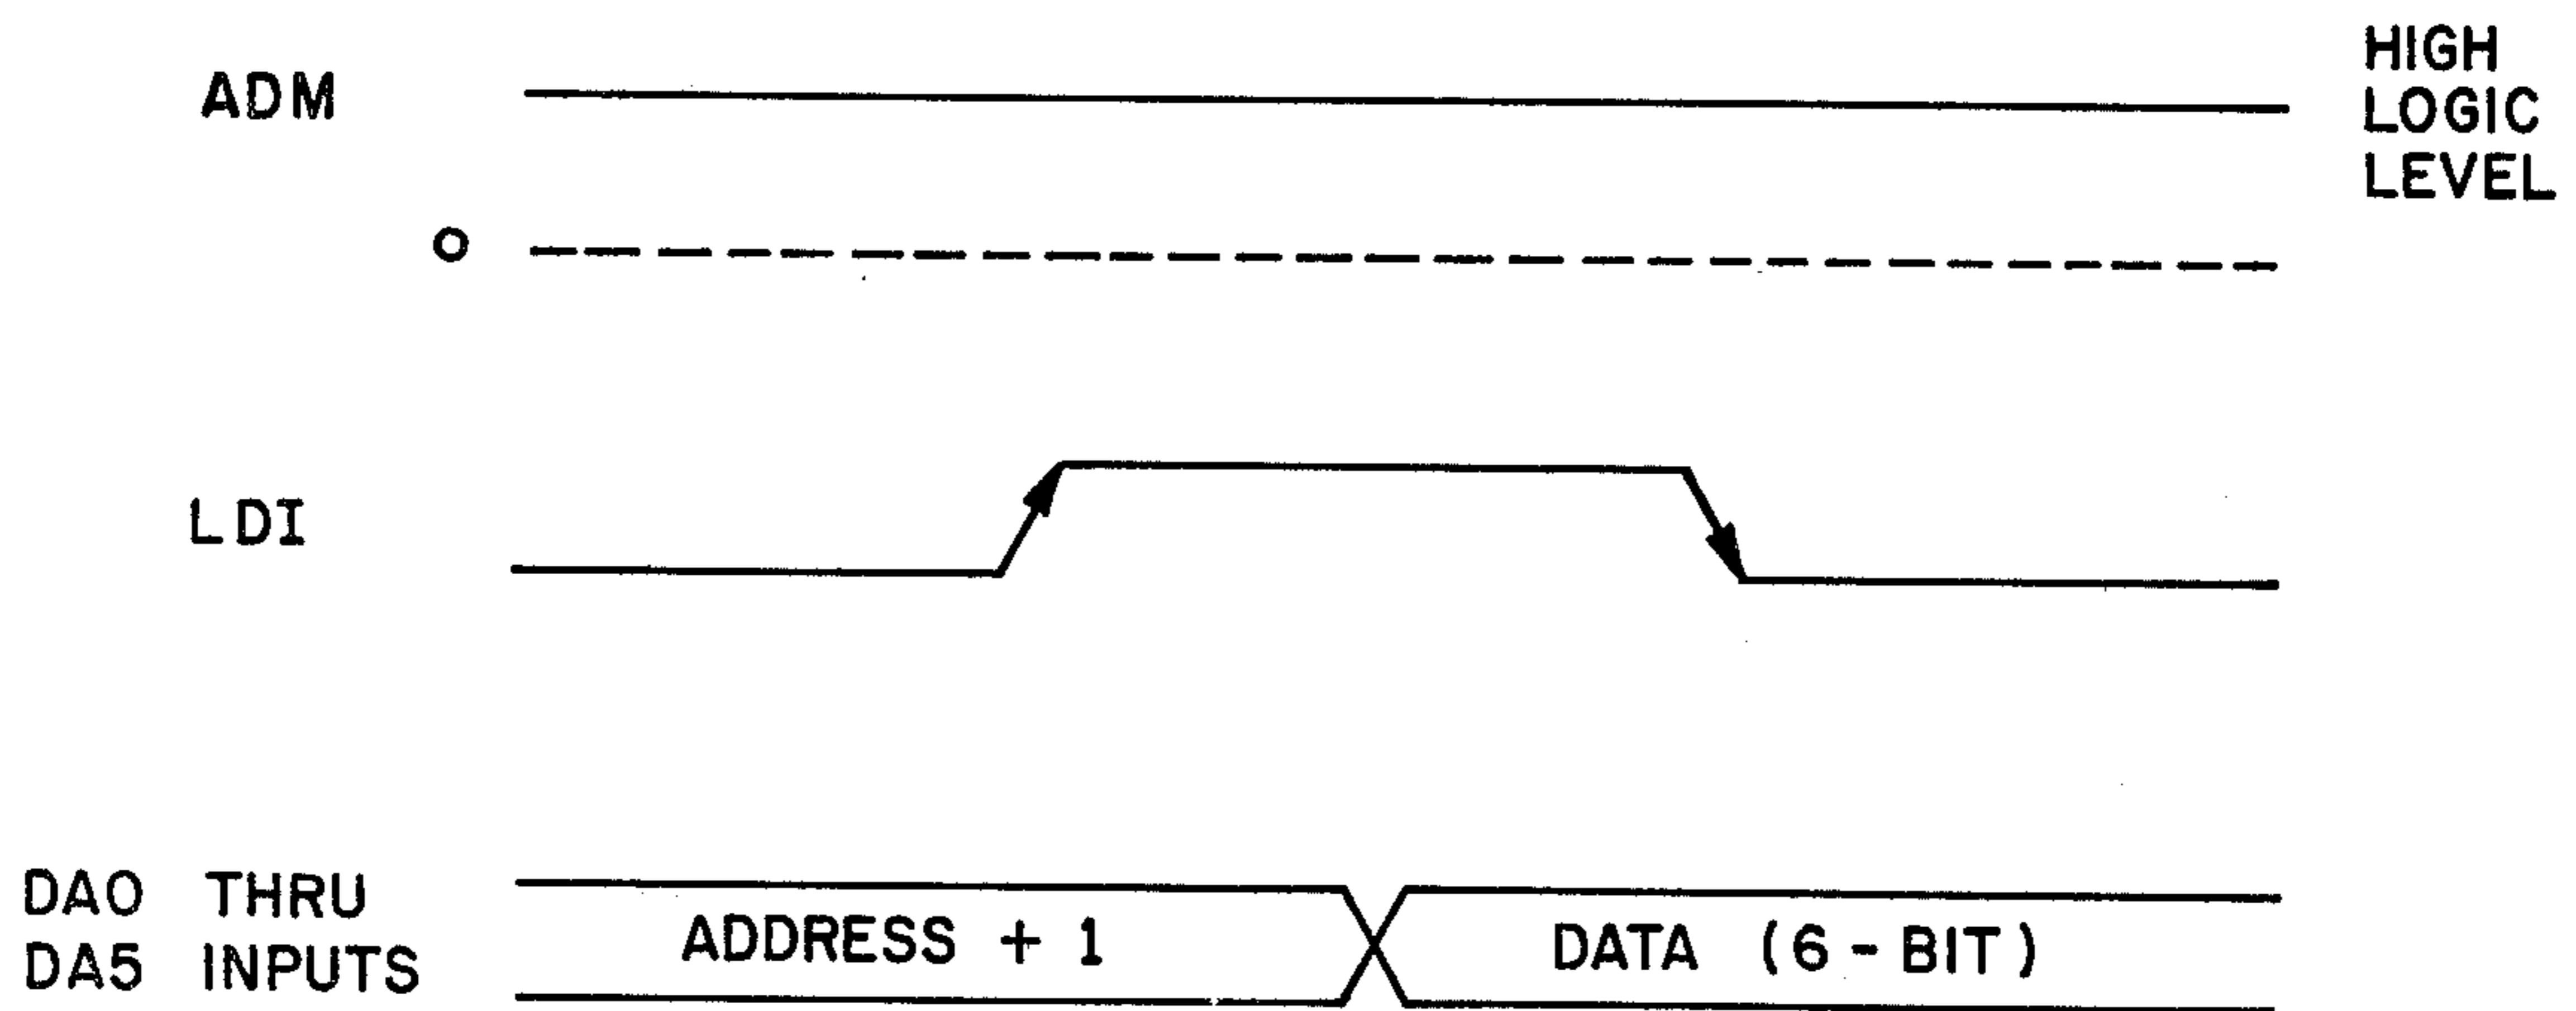 ADM
HIGH
LOGIC
LEVEL
O
LDI
DA0 THRU
DA5 INPUTS
ADDRESS + 1
DATA (6-BIT)